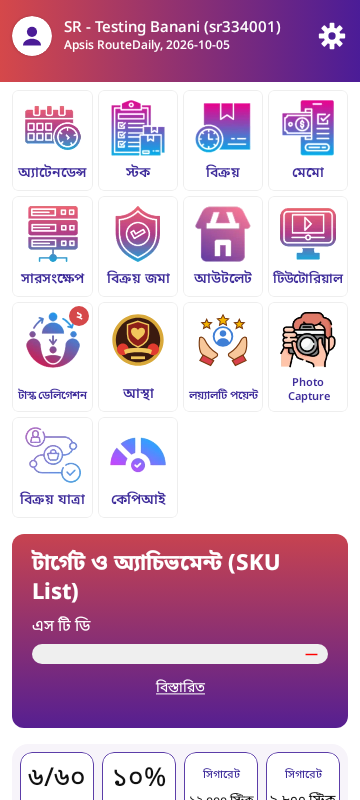 SR - Testing Banani (sr334001)
Apsis RouteDaily, 2026-10-05
অ্যাটেনডেন্স
স্টক
বিক্রয়
মেমো
সারসংক্ষেপ
বিক্রয় জমা
আউটলেট
টিউটোরিয়াল
২
টাস্ক ডেলিগেশন
আস্থা
লয়্যালটি পয়েন্ট
Photo
Capture
বিক্রয় যাত্রা
কেপিআই
টার্গেট ও অ্যাচিভমেন্ট (SKU
List)
এস টি ডি
বিস্তারিত
৬/৬০
১০%
সিগারেট
সিগারেট